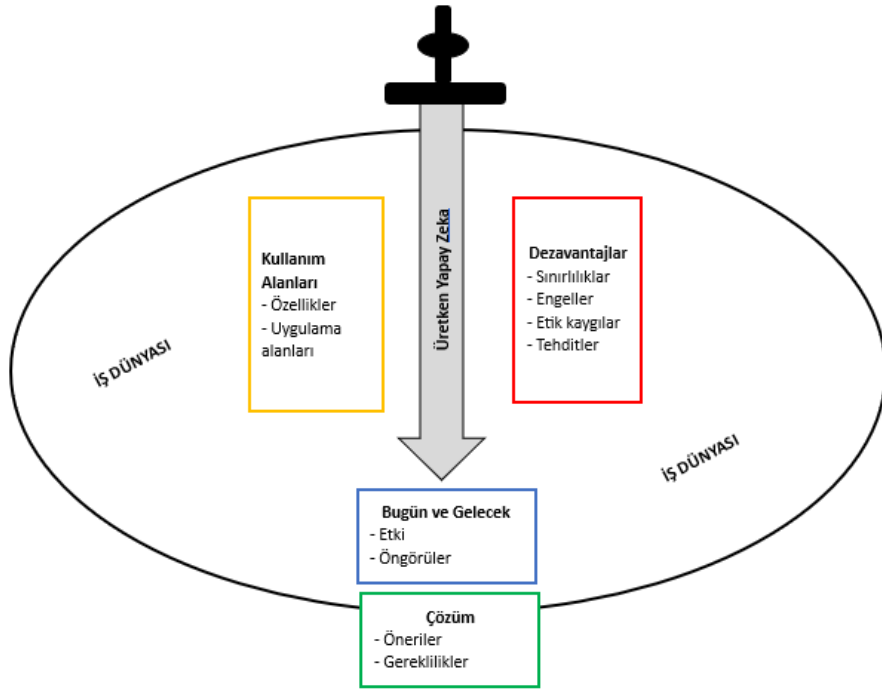 Üretken Yapay Zeka
Kullanım
Alanları
- Özellikler
- Uygulama
alanları
Dezavantajlar
- Sınırlılıklar
- Engeller
- Etik kaygılar
- Tehditler
İŞ DÜNYASI
İŞ DÜNYASI
Bugün ve Gelecek
- Etki
- Öngörüler
Çözüm
- Öneriler
- Gereklilikler